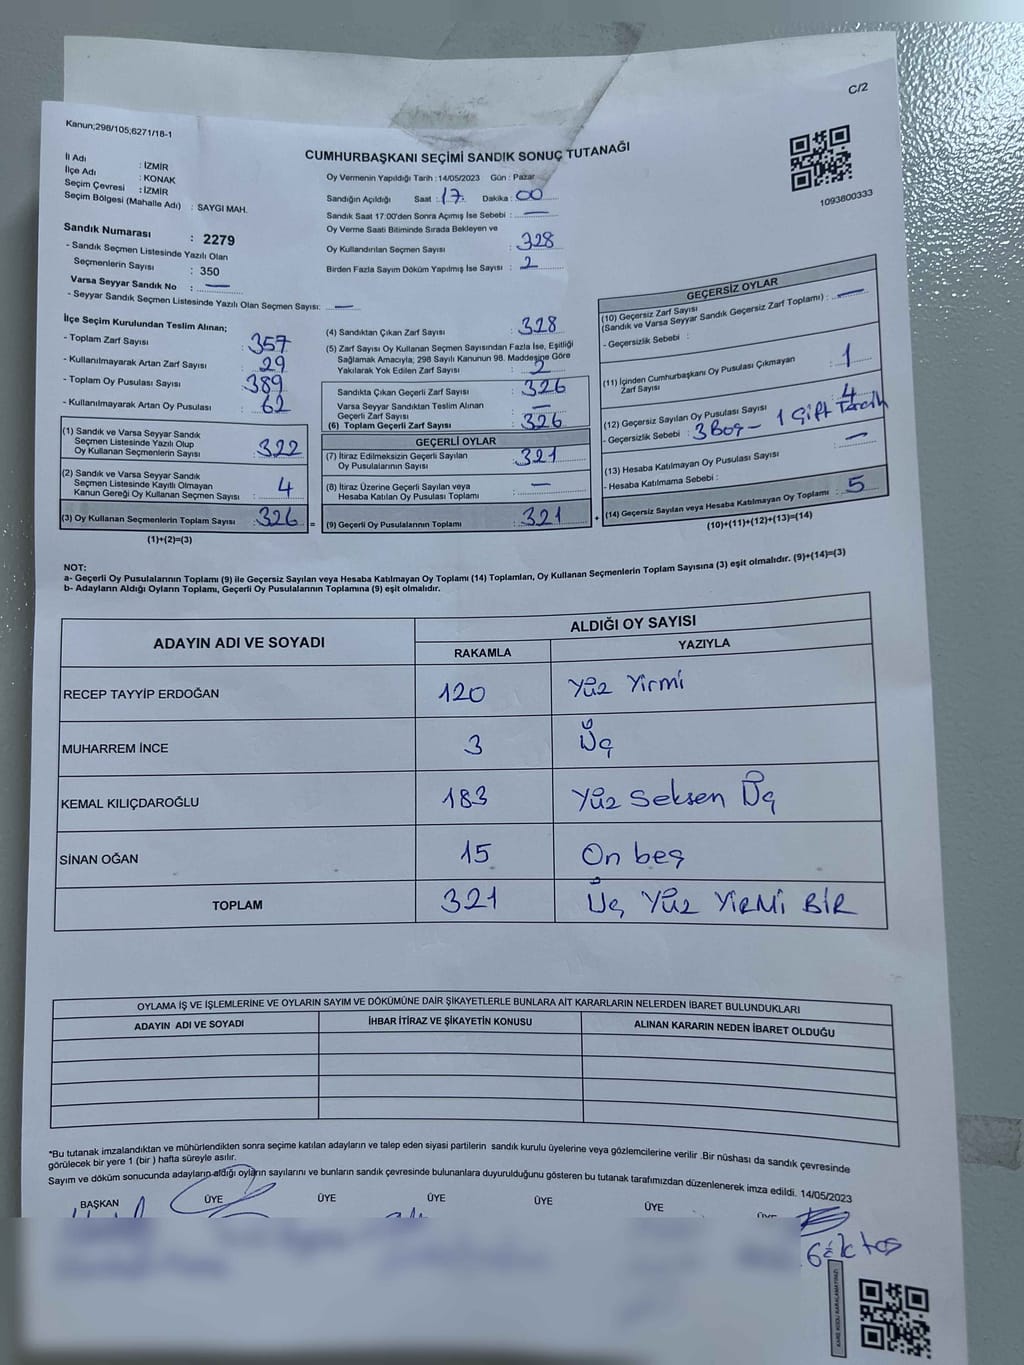 C/2
Kanun;298/105;6271/18-1
CUMHURBAŞKANI SEÇİMİ SANDIK SONUÇ TUTANAĞI
1093800333
İl Adı : İZMİR
İlçe Adı : KONAK
Seçim Çevresi : İZMİR
Seçim Bölgesi (Mahalle Adı) : SAYGI MAH.
Sandık Numarası : 2279
- Sandık Seçmen Listesinde Yazılı Olan
Seçmenlerin Sayısı : 350
Varsa Seyyar Sandık No : —
- Seyyar Sandık Seçmen Listesinde Yazılı Olan Seçmen Sayısı: —
Oy Vermenin Yapıldığı Tarih : 14/05/2023 Gün : Pazar
Sandığın Açıldığı Saat : 17 Dakika : 00
Sandık Saat 17:00'den Sonra Açımış İse Sebebi : —
Oy Verme Saati Bitiminde Sırada Bekleyen ve
Oy Kullandırılan Seçmen Sayısı : 328
Birden Fazla Sayım Döküm Yapılmış İse Sayısı : 2
İlçe Seçim Kurulundan Teslim Alınan;
- Toplam Zarf Sayısı : 357
- Kullanılmayarak Artan Zarf Sayısı : 29
- Toplam Oy Pusulası Sayısı : 389
- Kullanılmayarak Artan Oy Pusulası : 62
(1) Sandık ve Varsa Seyyar Sandık
Seçmen Listesinde Yazılı Olup
Oy Kullanan Seçmenlerin Sayısı : 322
(2) Sandık ve Varsa Seyyar Sandık
Seçmen Listesinde Kayıtlı Olmayan
Kanun Gereği Oy Kullanan Seçmen Sayısı : 4
(3) Oy Kullanan Seçmenlerin Toplam Sayısı : 326 =
(1)+(2)=(3)
(4) Sandıktan Çıkan Zarf Sayısı : 328
(5) Zarf Sayısı Oy Kullanan Seçmen Sayısından Fazla İse, Eşitliği
Sağlamak Amacıyla; 298 Sayılı Kanunun 98. Maddesine Göre
Yakılarak Yok Edilen Zarf Sayısı : 2
Sandıkta Çıkan Geçerli Zarf Sayısı : 326
Varsa Seyyar Sandıktan Teslim Alınan
Geçerli Zarf Sayısı : —
(6) Toplam Geçerli Zarf Sayısı : 326
GEÇERLİ OYLAR
(7) İtiraz Edilmeksizin Geçerli Sayılan
Oy Pusulalarının Sayısı : 321
(8) İtiraz Üzerine Geçerli Sayılan veya
Hesaba Katılan Oy Pusulaları Toplamı : —
(9) Geçerli Oy Pusulalarının Toplamı : 321 +
GEÇERSİZ OYLAR
(10) Geçersiz Zarf Sayısı
(Sandık ve Varsa Seyyar Sandık Geçersiz Zarf Toplamı) : —
- Geçersizlik Sebebi :
(11) İçinden Cumhurbaşkanı Oy Pusulası Çıkmayan
Zarf Sayısı : 1
(12) Geçersiz Sayılan Oy Pusulası Sayısı : 4
- Geçersizlik Sebebi : 3 Boş - 1 Çift Tercih
(13) Hesaba Katılmayan Oy Pusulası Sayısı : —
- Hesaba Katılmama Sebebi :
(14) Geçersiz Sayılan veya Hesaba Katılmayan Oy Toplamı : 5
(10)+(11)+(12)+(13)=(14)
NOT:
a- Geçerli Oy Pusulalarının Toplamı (9) ile Geçersiz Sayılan veya Hesaba Katılmayan Oy Toplamı (14) Toplamları, Oy Kullanan Seçmenlerin Toplam Sayısına (3) eşit olmalıdır. (9)+(14)=(3)
b- Adayların Aldığı Oyların Toplamı, Geçerli Oy Pusulalarının Toplamına (9) eşit olmalıdır.
ADAYIN ADI VE SOYADI ALDIĞI OY SAYISI
RAKAMLA YAZIYLA
RECEP TAYYİP ERDOĞAN 120 Yüz Yirmi
MUHARREM İNCE 3 Üç
KEMAL KILIÇDAROĞLU 183 Yüz Seksen Üç
SİNAN OĞAN 15 On beş
TOPLAM 321 Üç YÜZ YİRMİ BİR
OYLAMA İŞ VE İŞLEMLERİNE VE OYLARIN SAYIM VE DÖKÜMÜNE DAİR ŞİKAYETLERLE BUNLARA AİT KARARLARIN NELERDEN İBARET BULUNDUKLARI
ADAYIN ADI VE SOYADI İHBAR İTİRAZ VE ŞİKAYETİN KONUSU ALINAN KARARIN NEDEN İBARET OLDUĞU
*Bu tutanak imzalandıktan ve mühürlendikten sonra seçime katılan adayların ve talep eden siyasi partilerin sandık kurulu üyelerine veya gözlemcilerine verilir .Bir nüshası da sandık çevresinde
görülecek bir yere 1 (bir ) hafta süreyle asılır.
Sayım ve döküm sonucunda adayların aldığı oyların sayılarını ve bunların sandık çevresinde bulunanlara duyurulduğunu gösteren bu tutanak tarafımızdan düzenlenerek imza edildi. 14/05/2023
BAŞKAN ÜYE ÜYE ÜYE ÜYE ÜYE